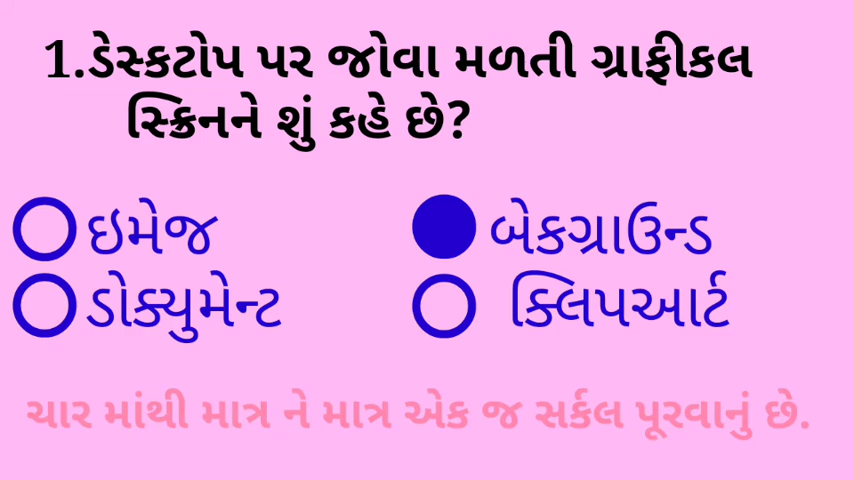 1.ડેસ્કટોપ પર જોવા મળતી ગ્રાફીકલ
સ્ક્રિનને શું કહે છે?
ઇમેજ બેકગ્રાઉન્ડ
ડોક્યુમેન્ટ ક્લિપઆર્ટ
ચાર માંથી માત્ર ને માત્ર એક જ સર્કલ પૂરવાનું છે.